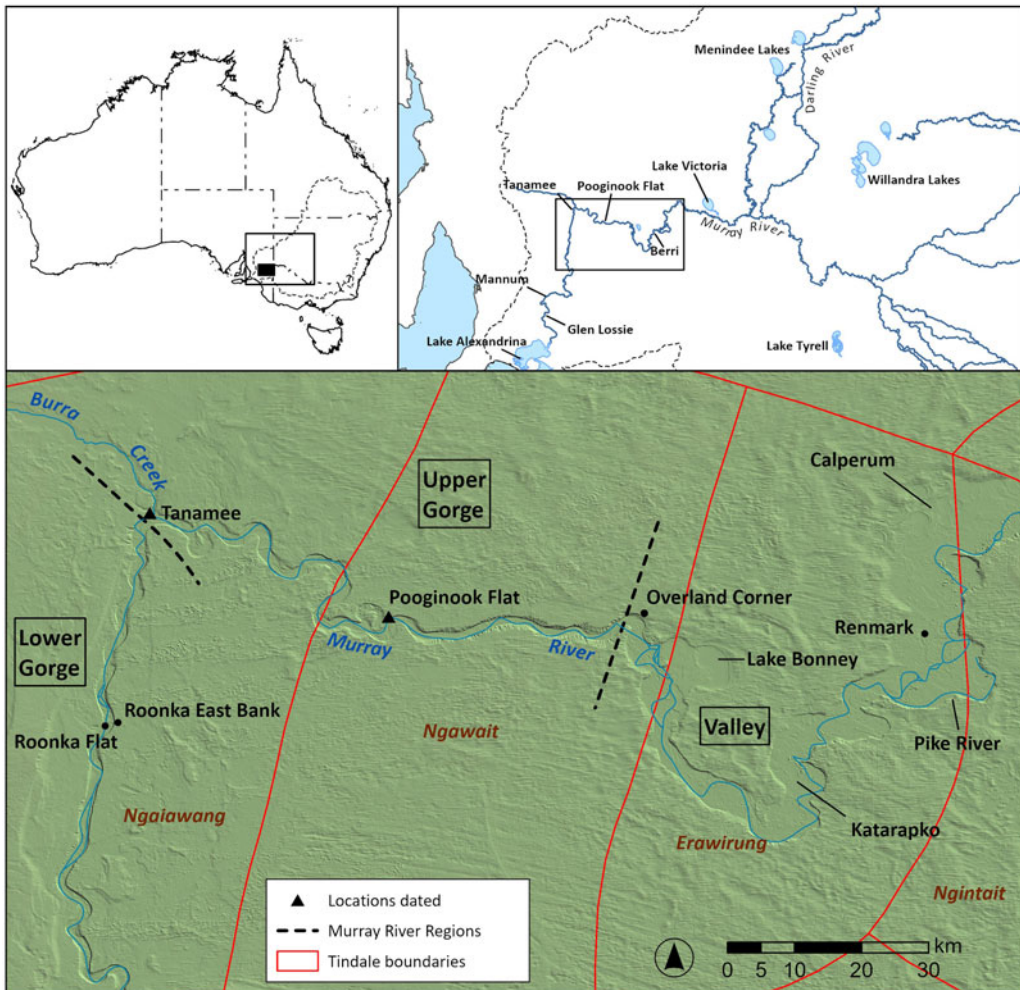 Menindee Lakes
Darling River
Lake Victoria
Willandra Lakes
Tanamee
Pooginook Flat
Murray River
Berri
Mannum
Glen Lossie
Lake Alexandrina
Lake Tyrell
Burra
Creek
Upper
Gorge
Calperum
Tanamee
Pooginook Flat
Overland Corner
Lower
Gorge
Murray
River
Renmark
Lake Bonney
Roonka East Bank
Roonka Flat
Ngawait
Valley
Pike River
Ngaiawang
Katarapko
Erawirung
Ngintait
Locations dated
Murray River Regions
Tindale boundaries
km
0 5 10 20 30